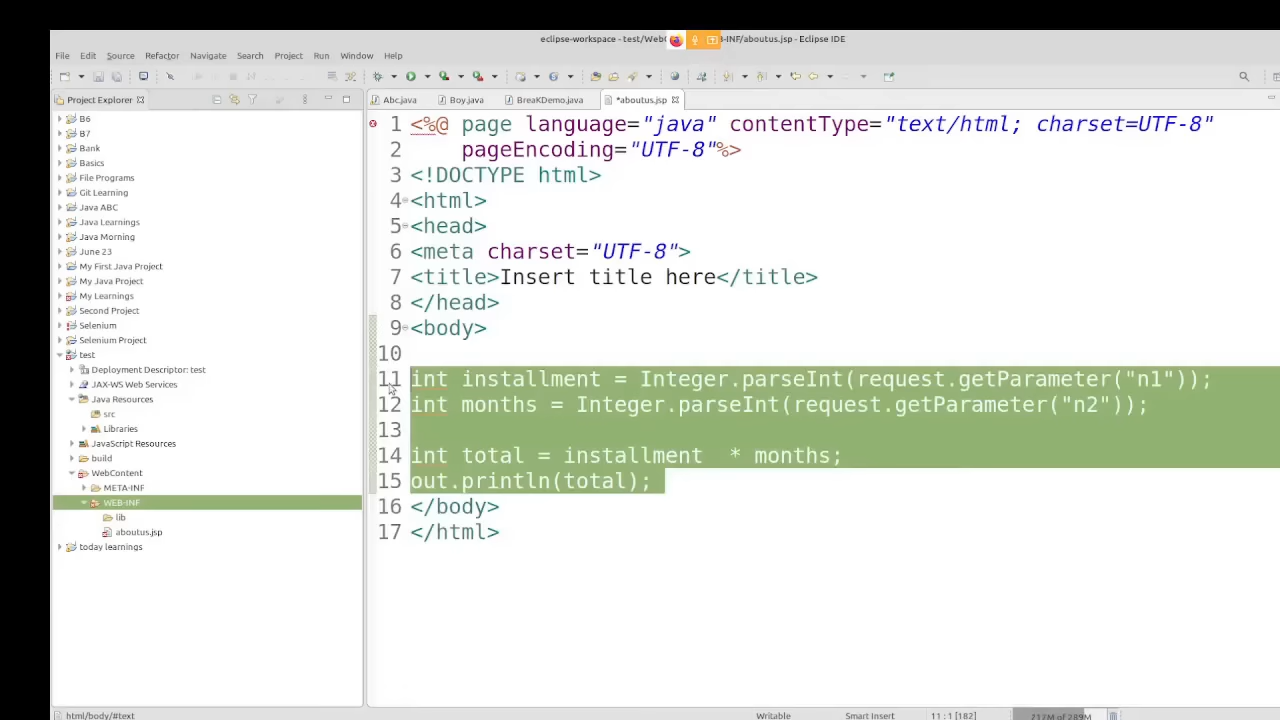 eclipse-workspace - test/WebC -INF/aboutus.jsp - Eclipse IDE
File Edit Source Refactor Navigate Search Project Run Window Help
Project Explorer
Abc.java Boy.java BreaKDemo.java *aboutus.jsp
B6
B7
Bank
Basics
File Programs
Git Learning
Java ABC
Java Learnings
Java Morning
June 23
My First Java Project
My Java Project
My Learnings
Second Project
Selenium
Selenium Project
test
Deployment Descriptor: test
JAX-WS Web Services
Java Resources
src
Libraries
JavaScript Resources
build
WebContent
META-INF
WEB-INF
lib
aboutus.jsp
today learnings
1 <%@ page language="java" contentType="text/html; charset=UTF-8"
2 pageEncoding="UTF-8"%>
3 <!DOCTYPE html>
4 <html>
5 <head>
6 <meta charset="UTF-8">
7 <title>Insert title here</title>
8 </head>
9 <body>
10
11 int installment = Integer.parseInt(request.getParameter("n1"));
12 int months = Integer.parseInt(request.getParameter("n2"));
13
14 int total = installment  * months;
15 out.println(total);
16 </body>
17 </html>
html/body/#text Writable Smart Insert 11 : 1 [182] 217M of 289M